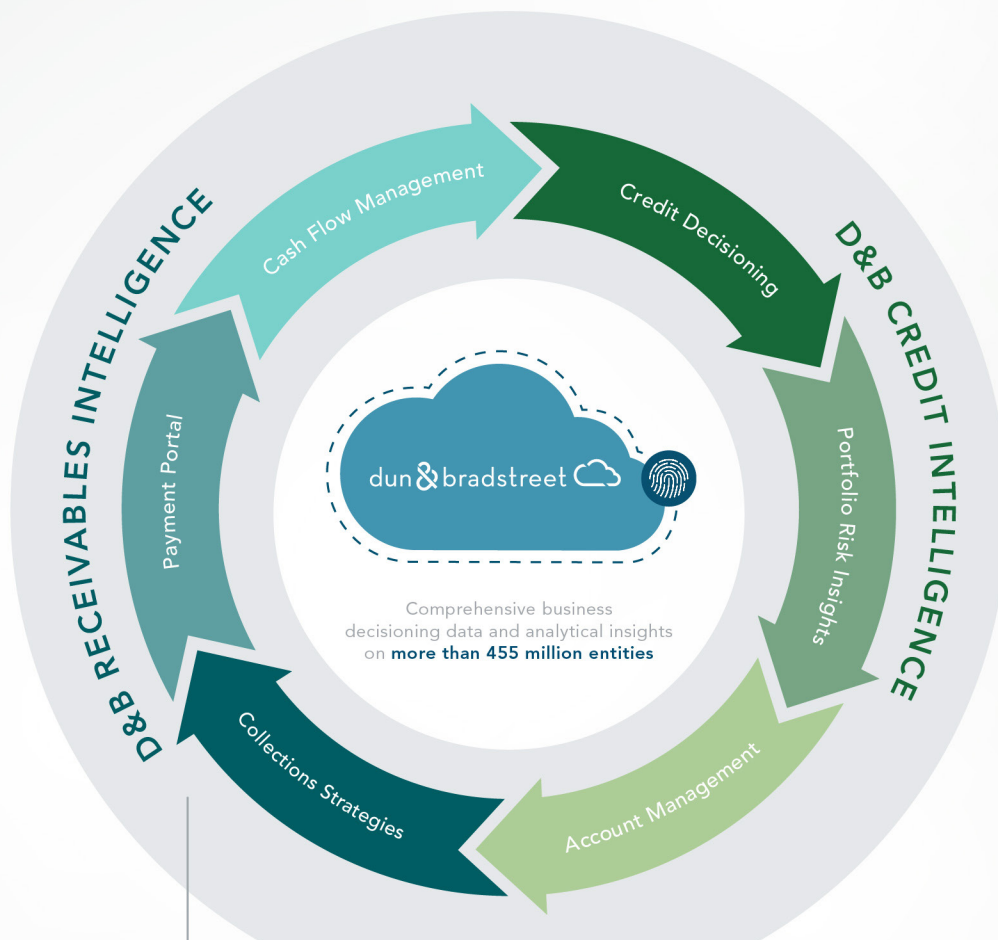 D&B RECEIVABLES INTELLIGENCE
D&B CREDIT INTELLIGENCE
Cash Flow Management
Credit Decisioning
Portfolio Risk Insights
Account Management
Collections Strategies
Payment Portal
dun & bradstreet
Comprehensive business
decisioning data and analytical insights
on more than 455 million entities